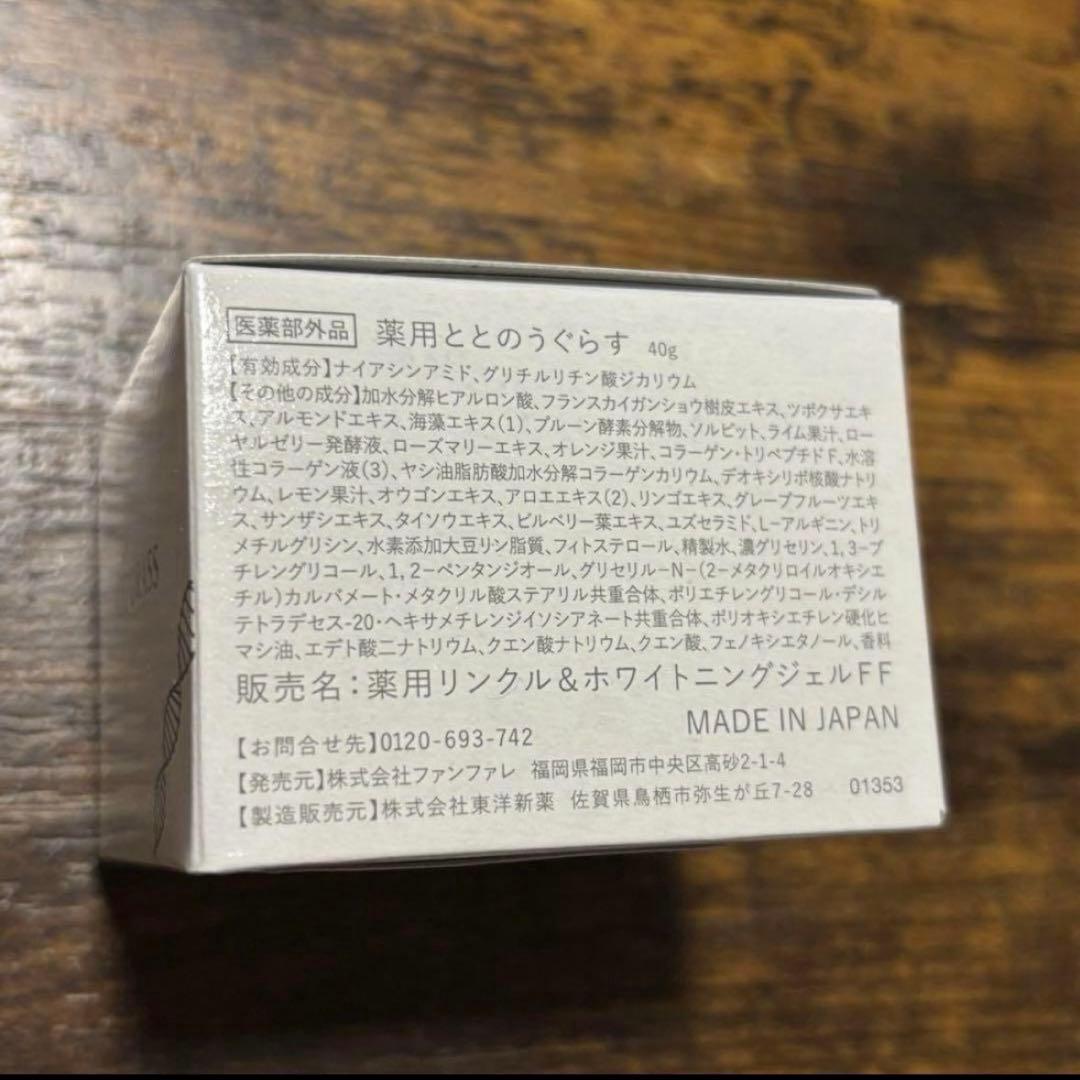 医薬部外品 薬用ととのうぐらす 40g
【有効成分】ナイアシンアミド、グリチルリチン酸ジカリウム
【その他の成分】加水分解ヒアルロン酸、フランスカイガンショウ樹皮エキス、ツボクサエキ
ス、アルモンドエキス、海藻エキス(1)、プルーン酵素分解物、ソルビット、ライム果汁、ロー
ヤルゼリー発酵液、ローズマリーエキス、オレンジ果汁、コラーゲン・トリペプチドF、水溶
性コラーゲン液(3)、ヤシ油脂肪酸加水分解コラーゲンカリウム、デオキシリボ核酸ナトリ
ウム、レモン果汁、オウゴンエキス、アロエエキス(2)、リンゴエキス、グレープフルーツエキ
ス、サンザシエキス、タイソウエキス、ビルベリー葉エキス、ユズセラミド、L-アルギニン、トリ
メチルグリシン、水素添加大豆リン脂質、フィトステロール、精製水、濃グリセリン、1,3-ブ
チレングリコール、1,2-ペンタンジオール、グリセリル-N-(2-メタクリロイルオキシエ
チル)カルバメート・メタクリル酸ステアリル共重合体、ポリエチレングリコール・デシル
テトラデセス-20・ヘキサメチレンジイソシアネート共重合体、ポリオキシエチレン硬化ヒ
マシ油、エデト酸二ナトリウム、クエン酸ナトリウム、クエン酸、フェノキシエタノール、香料
販売名：薬用リンクル&ホワイトニングジェルFF
MADE IN JAPAN
【お問合せ先】0120-693-742
【発売元】株式会社ファンファレ 福岡県福岡市中央区高砂2-1-4
【製造販売元】株式会社東洋新薬 佐賀県鳥栖市弥生が丘7-28 01353